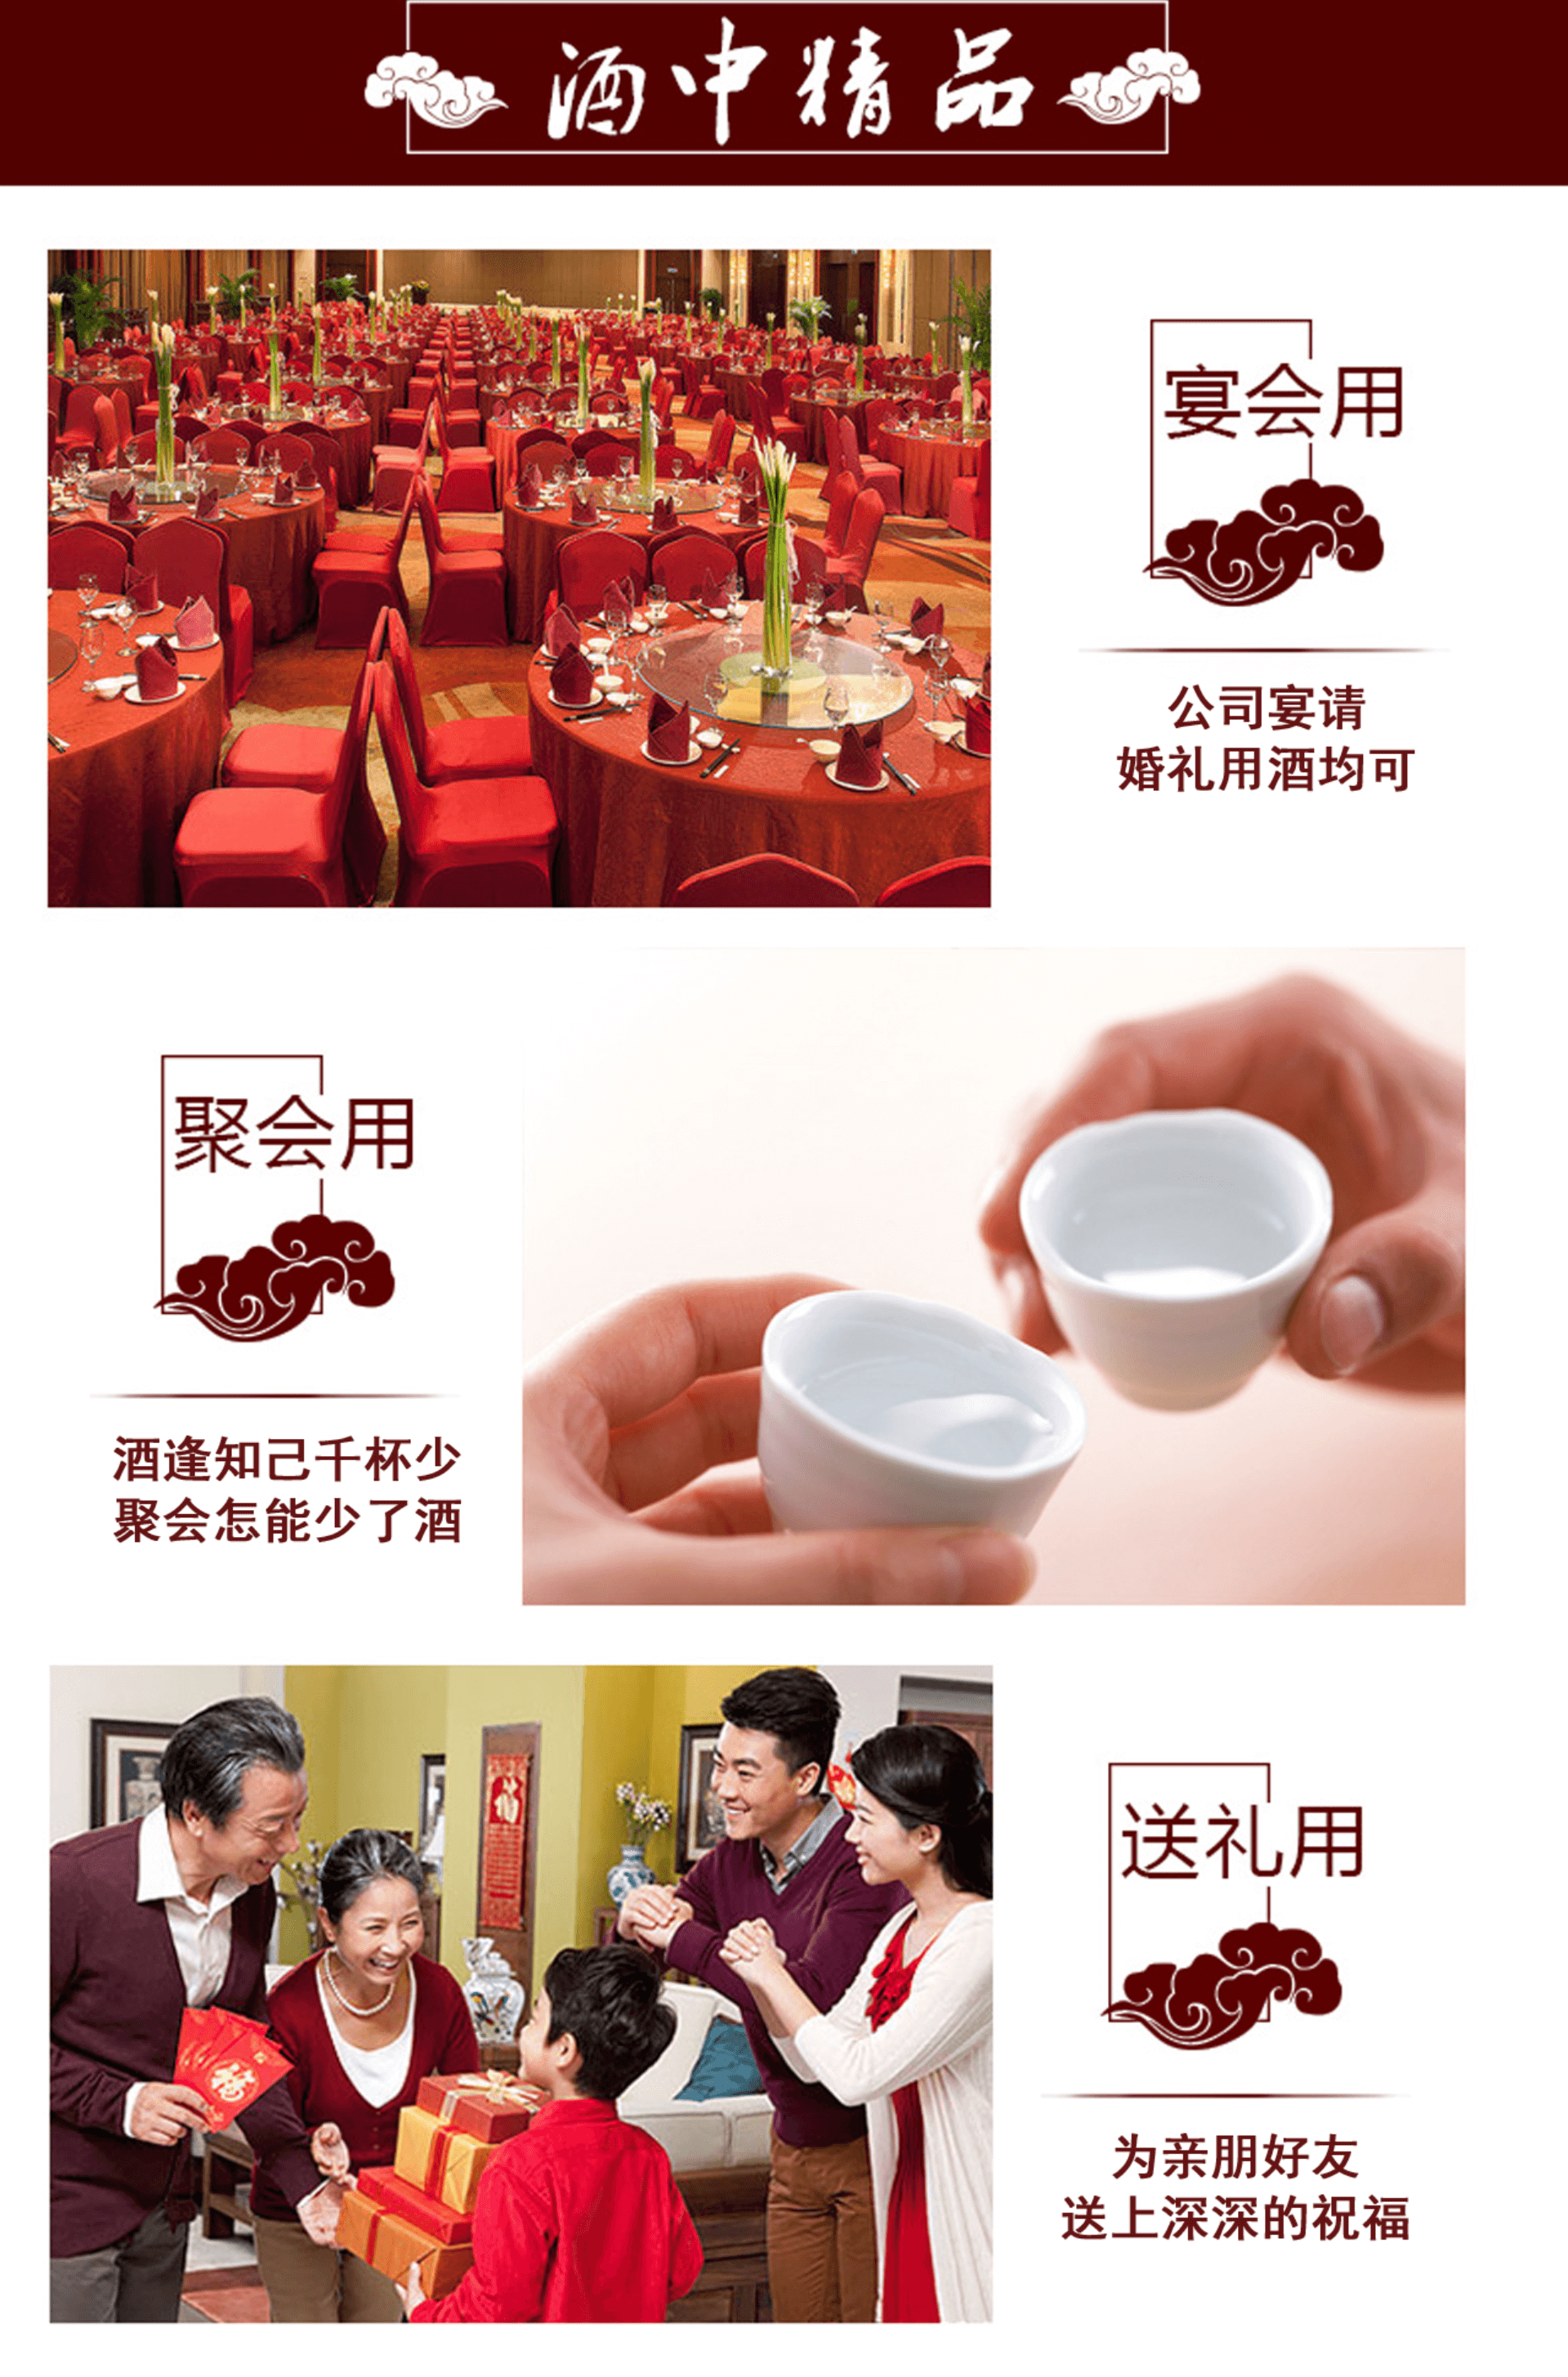 酒中精品
宴会用
公司宴请
婚礼用酒均可
聚会用
酒逢知己千杯少
聚会怎能少了酒
福
送礼用
为亲朋好友
送上深深的祝福